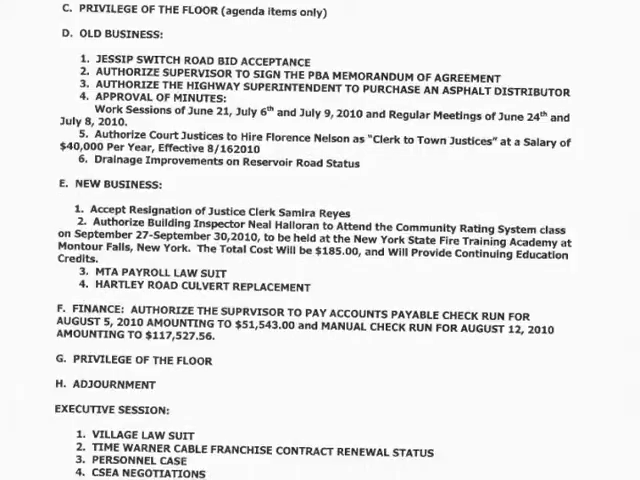 C. PRIVILEGE OF THE FLOOR (agenda items only)
D. OLD BUSINESS:
1. JESSIP SWITCH ROAD BID ACCEPTANCE
2. AUTHORIZE SUPERVISOR TO SIGN THE PBA MEMORANDUM OF AGREEMENT
3. AUTHORIZE THE HIGHWAY SUPERINTENDENT TO PURCHASE AN ASPHALT DISTRIBUTOR
4. APPROVAL OF MINUTES:
Work Sessions of June 21, July 6th and July 9, 2010 and Regular Meetings of June 24th and
July 8, 2010.
5. Authorize Court Justices to Hire Florence Nelson as “Clerk to Town Justices” at a Salary of
$40,000 Per Year, Effective 8/162010
6. Drainage Improvements on Reservoir Road Status
E. NEW BUSINESS:
1. Accept Resignation of Justice Clerk Samira Reyes
2. Authorize Building Inspector Neal Halloran to Attend the Community Rating System class
on September 27-September 30,2010, to be held at the New York State Fire Training Academy at
Montour Falls, New York. The Total Cost Will be $185.00, and Will Provide Continuing Education
Credits.
3. MTA PAYROLL LAW SUIT
4. HARTLEY ROAD CULVERT REPLACEMENT
F. FINANCE: AUTHORIZE THE SUPRVISOR TO PAY ACCOUNTS PAYABLE CHECK RUN FOR
AUGUST 5, 2010 AMOUNTING TO $51,543.00 and MANUAL CHECK RUN FOR AUGUST 12, 2010
AMOUNTING TO $117,527.56.
G. PRIVILEGE OF THE FLOOR
H. ADJOURNMENT
EXECUTIVE SESSION:
1. VILLAGE LAW SUIT
2. TIME WARNER CABLE FRANCHISE CONTRACT RENEWAL STATUS
3. PERSONNEL CASE
4. CSEA NEGOTIATIONS